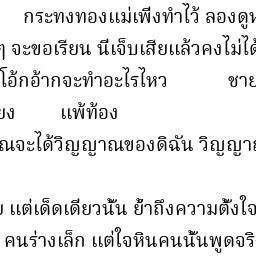 กระทงทองแม่เพิ่งทำไว้ ลองดูห
ๆ จะขอเรียน นีเจ็บเสียแล้วคงไม่ได้
โอ้กอ้ากจะทำอะไรไหว ชาย
ยง แพ้ท้อง
ณจะได้วิญญาณของดิฉัน วิญญาณ
แต่เด็ดเดี่ยวนั้น ย้ำถึงความตั้งใจ
คนร่างเล็ก แต่ใจหินคนนั้นพูดจริ